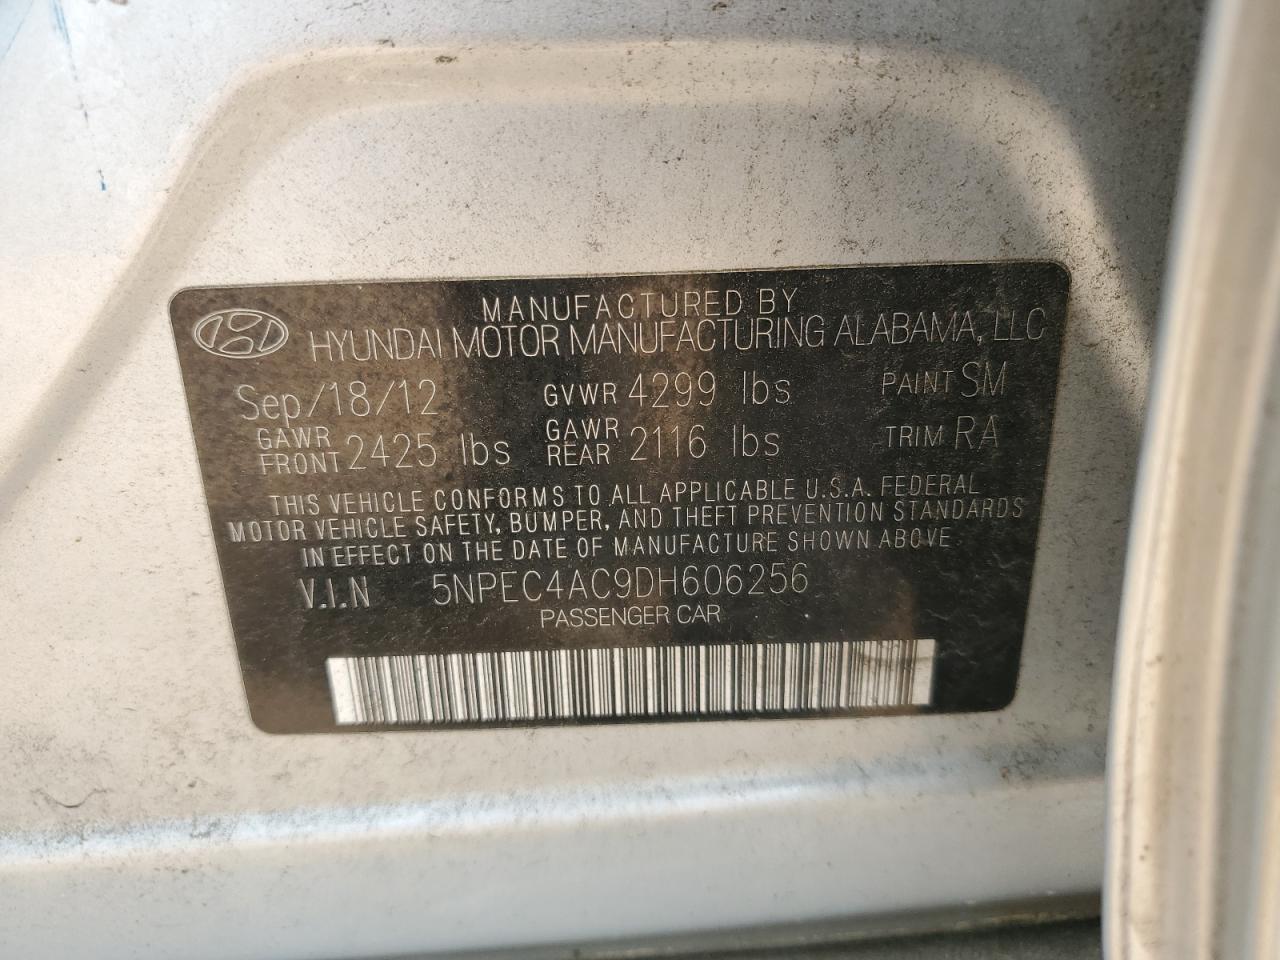 MANUFACTURED BY
HYUNDAI MOTOR MANUFACTURING ALABAMA, LLC
Sep/18/12 GVWR 4299 lbs PAINT SM
GAWR FRONT 2425 lbs GAWR REAR 2116 lbs TRIM RA
THIS VEHICLE CONFORMS TO ALL APPLICABLE U.S.A. FEDERAL
MOTOR VEHICLE SAFETY, BUMPER, AND THEFT PREVENTION STANDARDS
IN EFFECT ON THE DATE OF MANUFACTURE SHOWN ABOVE
V.I.N 5NPEC4AC9DH606256
PASSENGER CAR